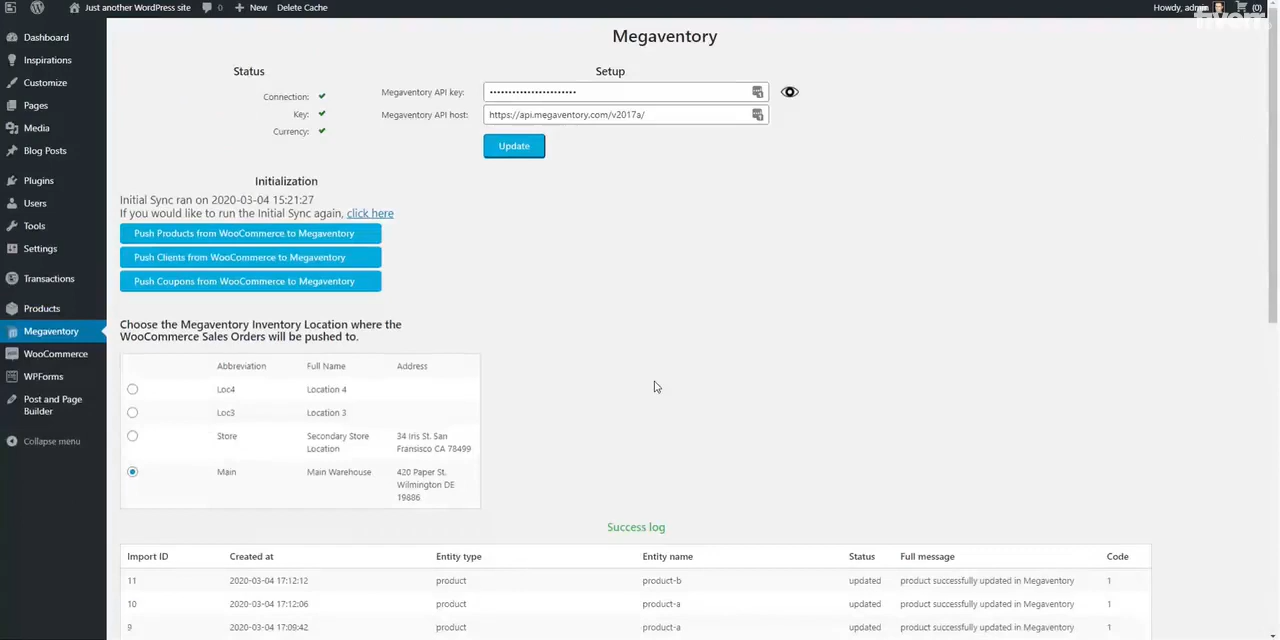 Just another WordPress site
0
New
Delete Cache
Howdy, admin
(0)
fiverr
Dashboard
Inspirations
Customize
Pages
Media
Blog Posts
Plugins
Users
Tools
Settings
Transactions
Products
Megaventory
WooCommerce
WPForms
Post and Page
Builder
Collapse menu
Megaventory
Status
Connection:
Key:
Currency:
Setup
Megaventory API key:
Megaventory API host:
https://api.megaventory.com/v2017a/
Update
Initialization
Initial Sync ran on 2020-03-04 15:21:27
If you would like to run the Initial Sync again, click here
Push Products from WooCommerce to Megaventory
Push Clients from WooCommerce to Megaventory
Push Coupons from WooCommerce to Megaventory
Choose the Megaventory Inventory Location where the
WooCommerce Sales Orders will be pushed to.
Abbreviation Full Name Address
Loc4 Location 4
Loc3 Location 3
Store Secondary Store 34 Iris St. San
Location Fransisco CA 78499
Main Main Warehouse 420 Paper St.
Wilmington DE
19886
Success log
Import ID Created at Entity type Entity name Status Full message Code
11 2020-03-04 17:12:12 product product-b updated product successfully updated in Megaventory 1
10 2020-03-04 17:12:06 product product-a updated product successfully updated in Megaventory 1
9 2020-03-04 17:09:42 product product-a updated product successfully updated in Megaventory 1